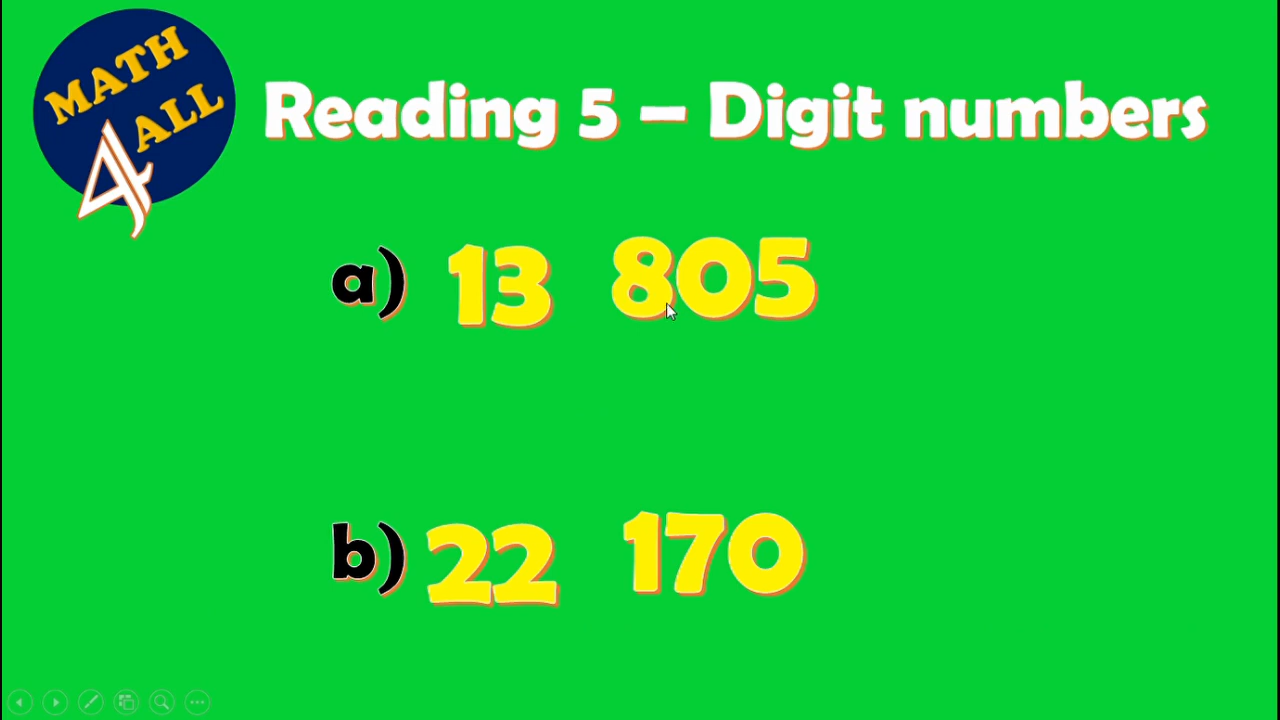 MATH
4 ALL
Reading 5 – Digit numbers
a) 13 805
b) 22 170